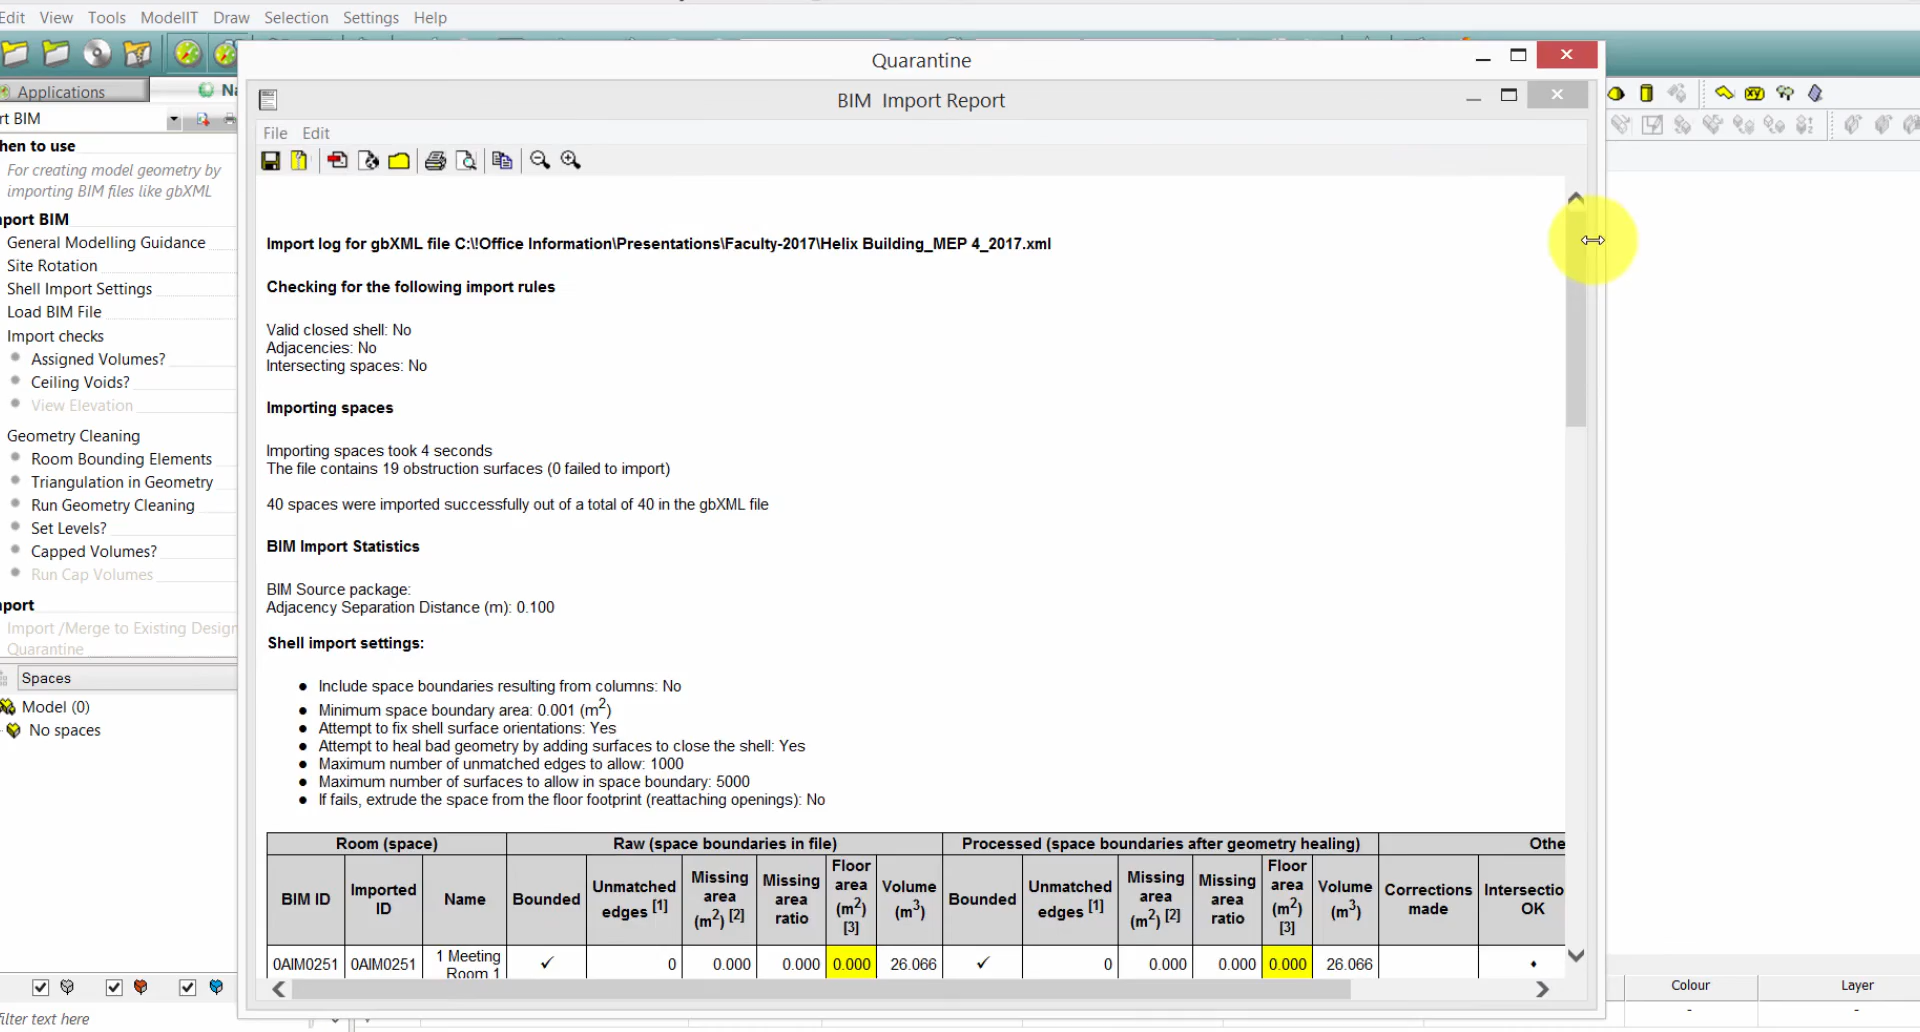 Edit View Tools ModelIT Draw Selection Settings Help
Quarantine
Applications
BIM Import Report
rt BIM
File Edit
hen to use
For creating model geometry by
importing BIM files like gbXML
nport BIM
General Modelling Guidance
Site Rotation
Shell Import Settings
Load BIM File
Import checks
Assigned Volumes?
Ceiling Voids?
View Elevation
Geometry Cleaning
Room Bounding Elements
Triangulation in Geometry
Run Geometry Cleaning
Set Levels?
Capped Volumes?
Run Cap Volumes
nport
Import /Merge to Existing Design
Quarantine
Spaces
Model (0)
No spaces
filter text here
Import log for gbXML file C:\!Office Information\Presentations\Faculty-2017\Helix Building_MEP 4_2017.xml
Checking for the following import rules
Valid closed shell: No
Adjacencies: No
Intersecting spaces: No
Importing spaces
Importing spaces took 4 seconds
The file contains 19 obstruction surfaces (0 failed to import)
40 spaces were imported successfully out of a total of 40 in the gbXML file
BIM Import Statistics
BIM Source package:
Adjacency Separation Distance (m): 0.100
Shell import settings:
● Include space boundaries resulting from columns: No
● Minimum space boundary area: 0.001 (m2)
● Attempt to fix shell surface orientations: Yes
● Attempt to heal bad geometry by adding surfaces to close the shell: Yes
● Maximum number of unmatched edges to allow: 1000
● Maximum number of surfaces to allow in space boundary: 5000
● If fails, extrude the space from the floor footprint (reattaching openings): No
Room (space) Raw (space boundaries in file) Processed (space boundaries after geometry healing) Othe
BIM ID Imported ID Name Bounded Unmatched edges [1] Missing area (m2) [2] Missing area ratio Floor area (m2) [3] Volume (m3) Bounded Unmatched edges [1] Missing area (m2) [2] Missing area ratio Floor area (m2) [3] Volume (m3) Corrections made Intersectio OK
0AIM0251 0AIM0251 1 Meeting Room 1 ✓ 0 0.000 0.000 0.000 26.066 ✓ 0 0.000 0.000 0.000 26.066 ♦
Colour Layer
- -